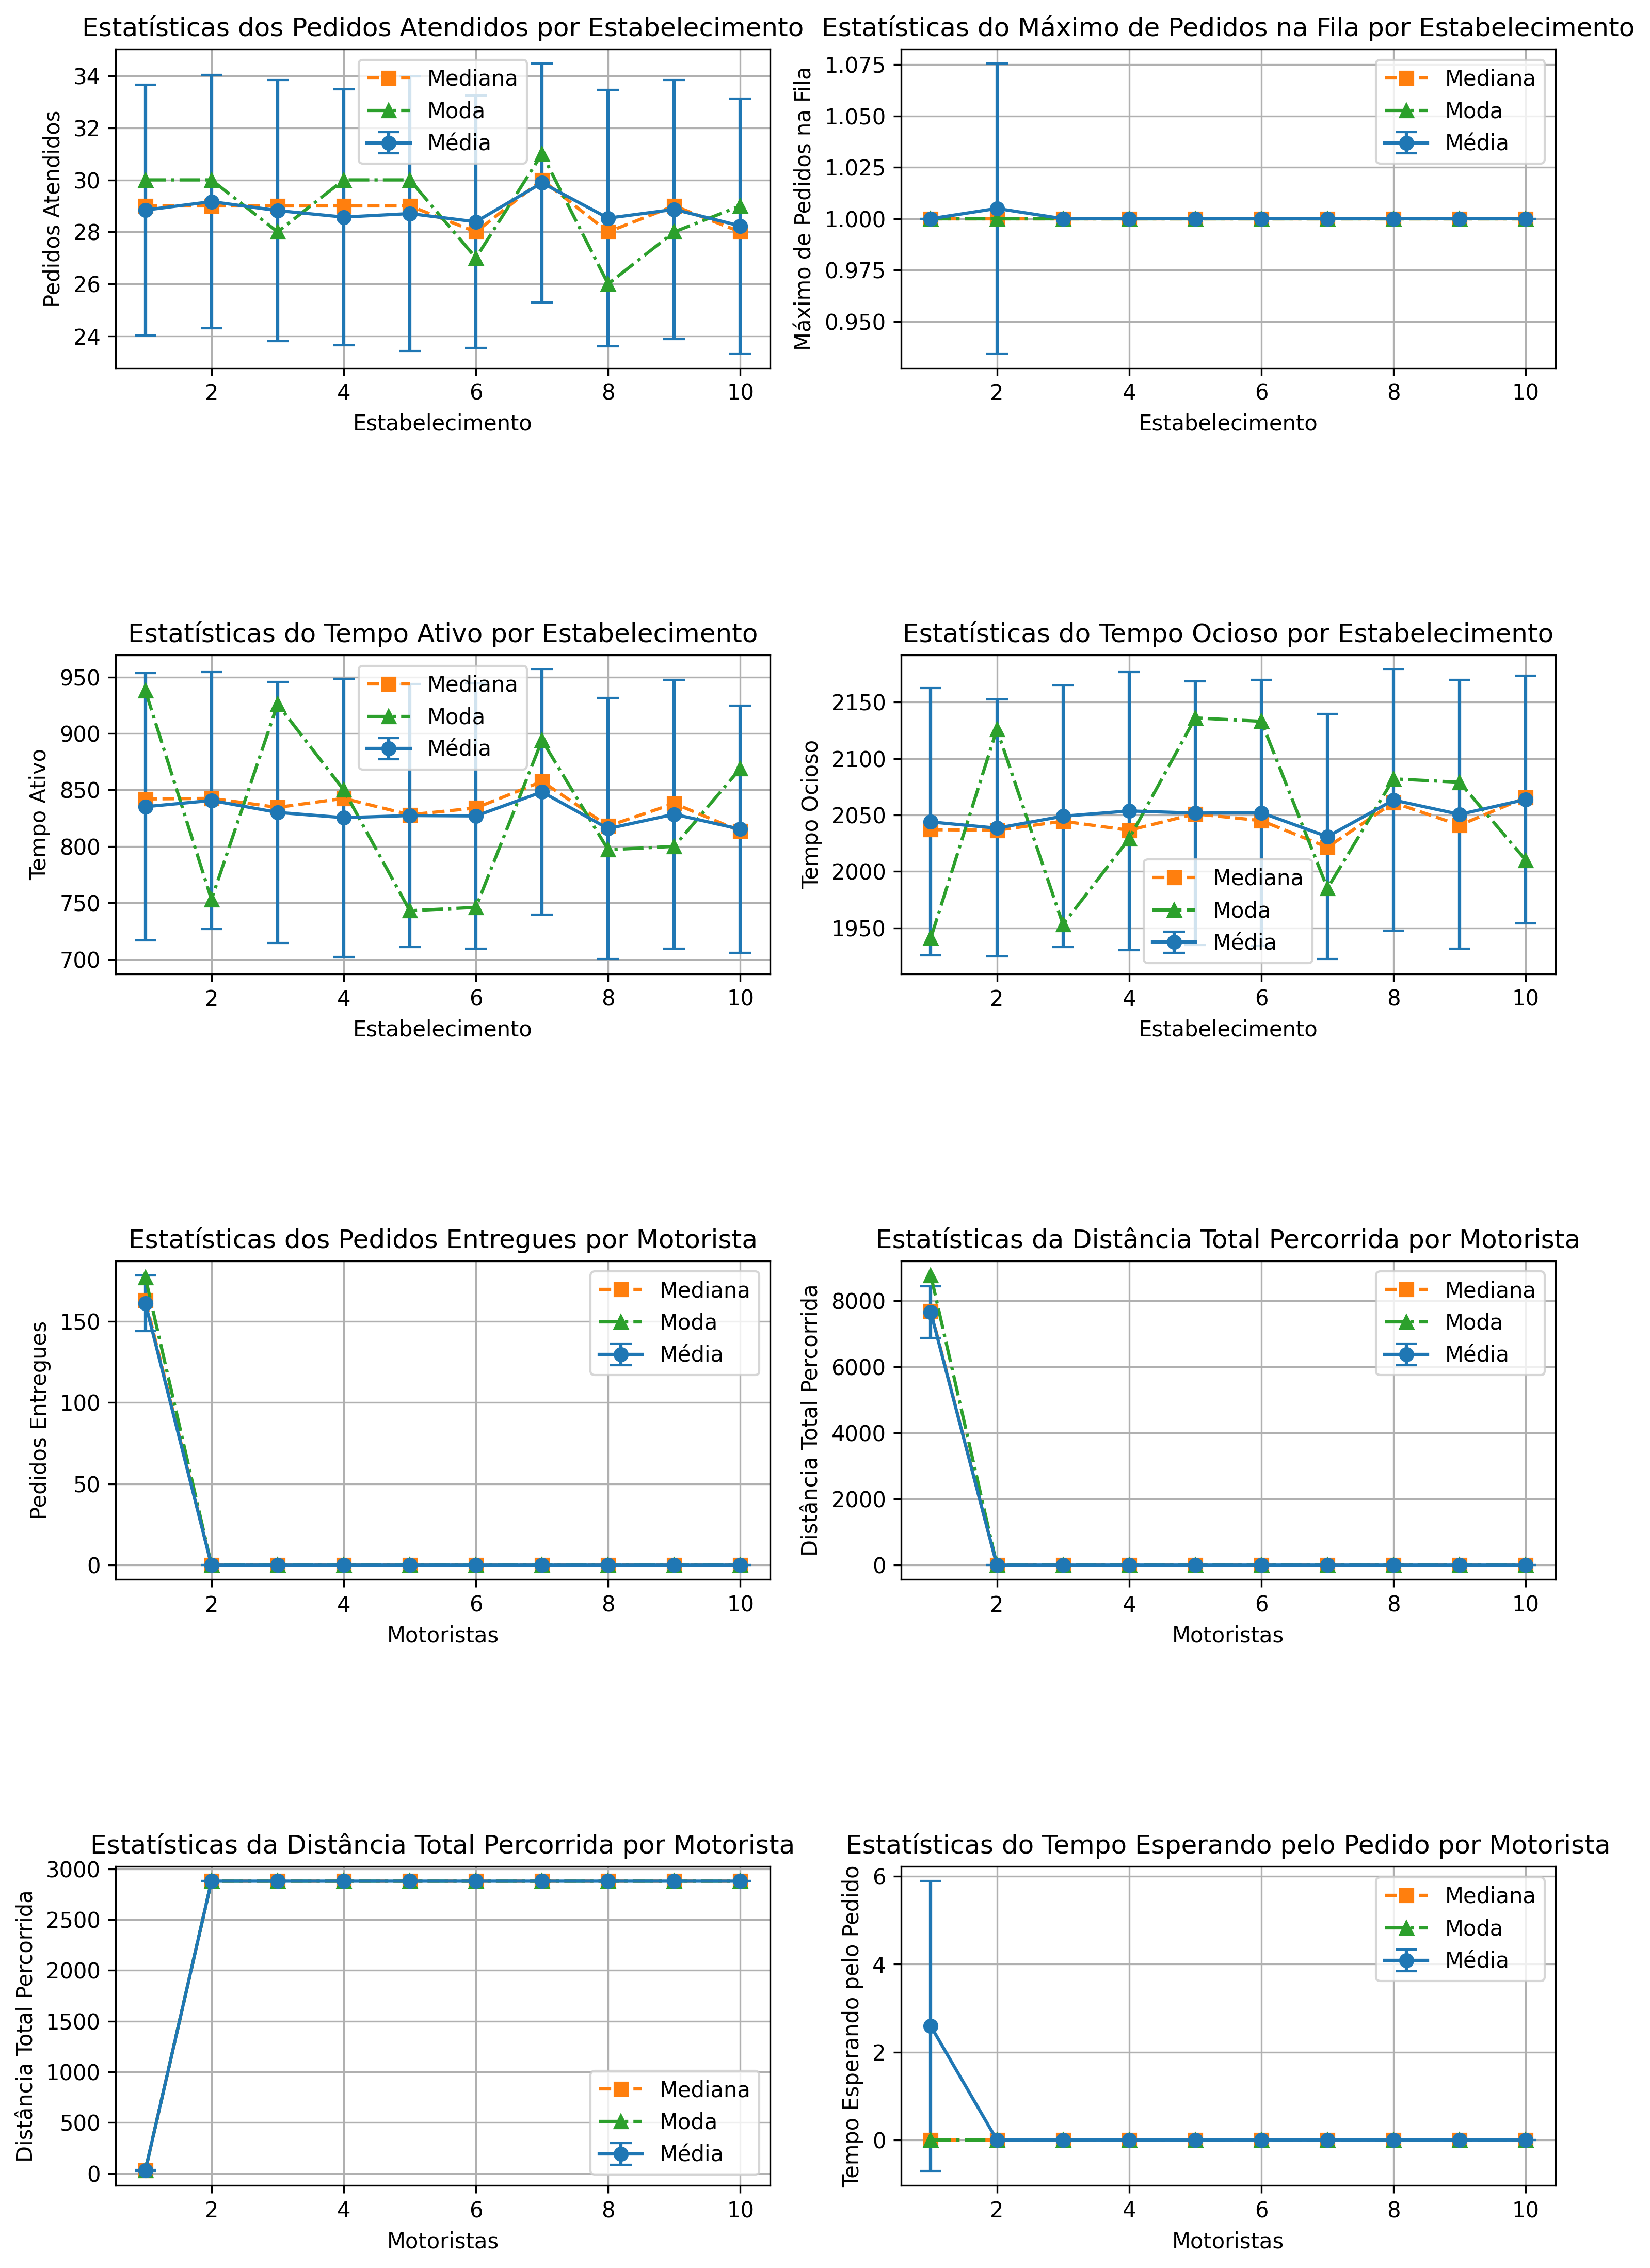 Estatísticas dos Pedidos Atendidos por Estabelecimento
Pedidos Atendidos
34
32
30
28
26
24
Mediana
Moda
Média
2 4 6 8 10
Estabelecimento
Estatísticas do Máximo de Pedidos na Fila por Estabelecimento
Máximo de Pedidos na Fila
1.075
1.050
1.025
1.000
0.975
0.950
Mediana
Moda
Média
2 4 6 8 10
Estabelecimento
Estatísticas do Tempo Ativo por Estabelecimento
Tempo Ativo
950
900
850
800
750
700
Mediana
Moda
Média
2 4 6 8 10
Estabelecimento
Estatísticas do Tempo Ocioso por Estabelecimento
Tempo Ocioso
2150
2100
2050
2000
1950
Mediana
Moda
Média
2 4 6 8 10
Estabelecimento
Estatísticas dos Pedidos Entregues por Motorista
Pedidos Entregues
150
100
50
0
Mediana
Moda
Média
2 4 6 8 10
Motoristas
Estatísticas da Distância Total Percorrida por Motorista
Distância Total Percorrida
8000
6000
4000
2000
0
Mediana
Moda
Média
2 4 6 8 10
Motoristas
Estatísticas da Distância Total Percorrida por Motorista
Distância Total Percorrida
3000
2500
2000
1500
1000
500
0
Mediana
Moda
Média
2 4 6 8 10
Motoristas
Estatísticas do Tempo Esperando pelo Pedido por Motorista
Tempo Esperando pelo Pedido
6
4
2
0
Mediana
Moda
Média
2 4 6 8 10
Motoristas